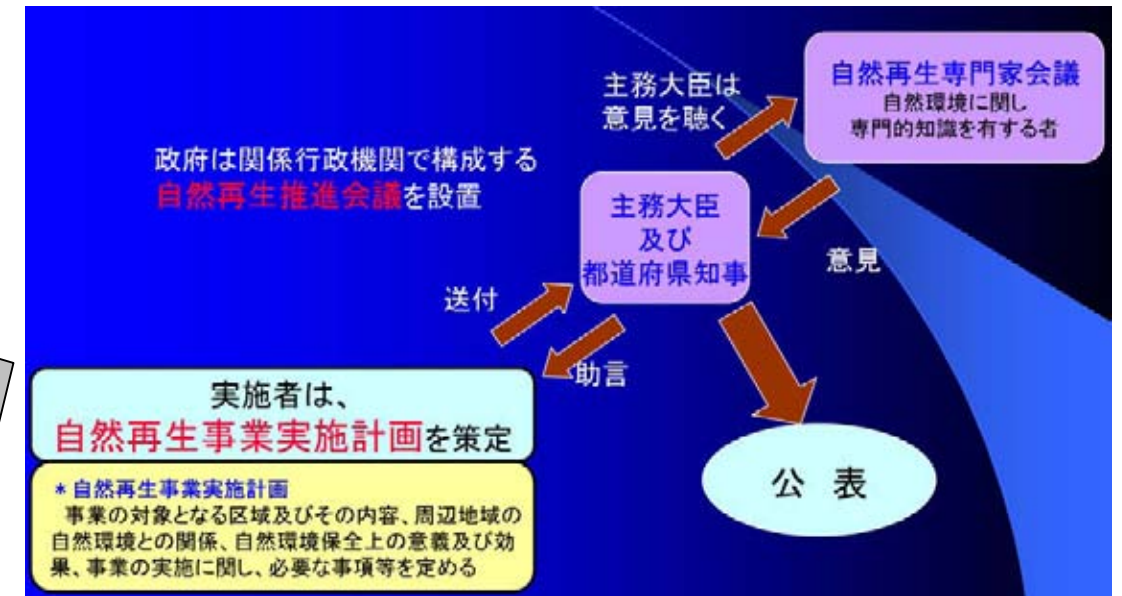 主務大臣は
意見を聴く
自然再生専門家会議
自然環境に関し
専門的知識を有する者
政府は関係行政機関で構成する
自然再生推進会議を設置
主務大臣
及び
都道府県知事
意見
送付
助言
実施者は、
自然再生事業実施計画を策定
＊自然再生事業実施計画
事業の対象となる区域及びその内容、周辺地域の
自然環境との関係、自然環境保全上の意義及び効
果、事業の実施に関し、必要な事項等を定める
公 表